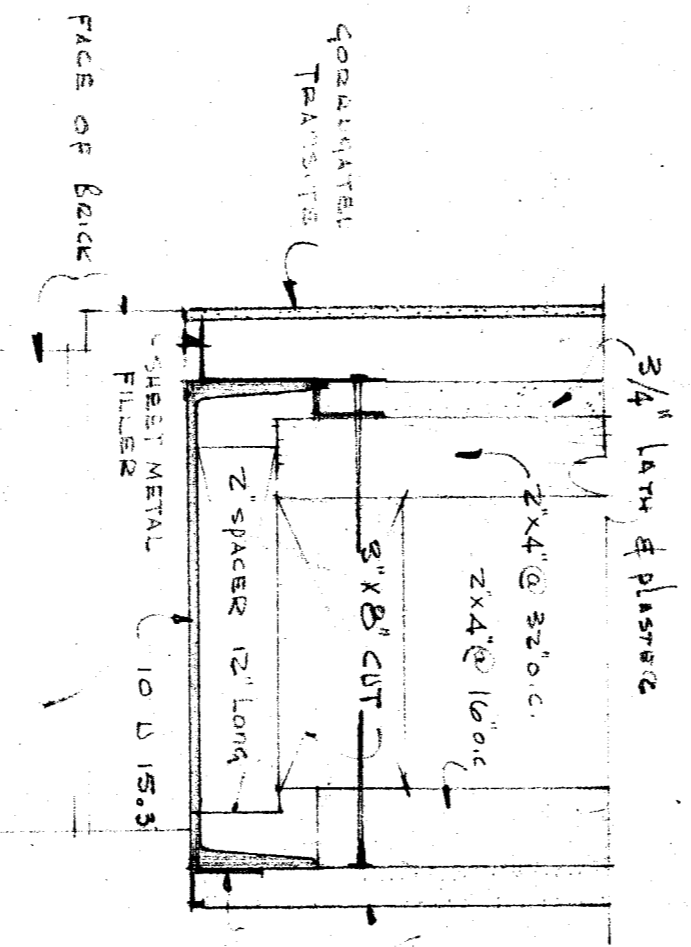 3/4" LATH & PLASTER
2"X4"@ 32"O.C.
2"X4"@ 16"O.C
3"X8" CUT
2" SPACER 12" LONG
10 ⊔ 15.3
SHEET METAL
FILLER
CORRUGATED
TRANSITE
FACE OF BRICK